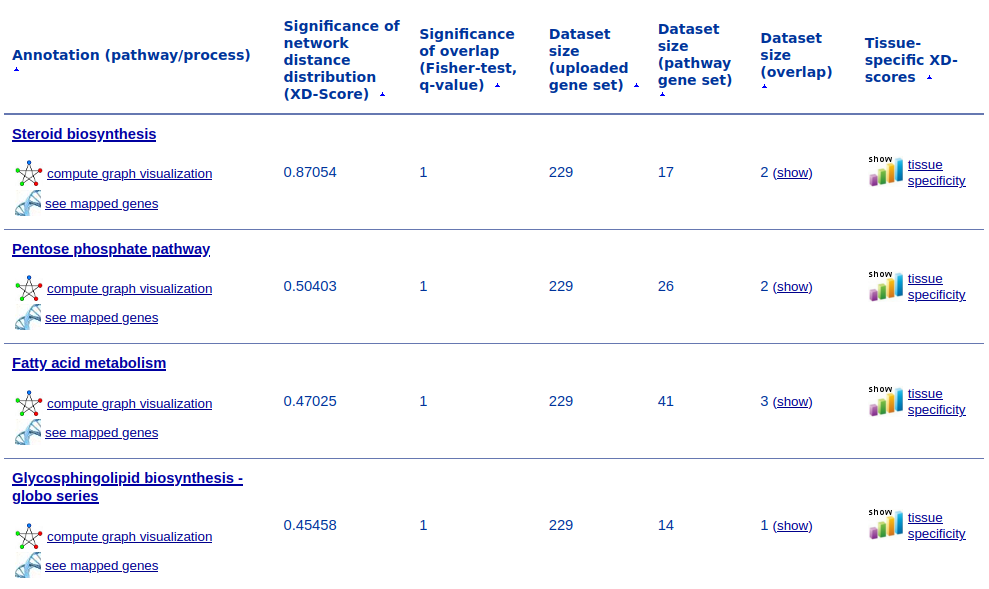 Annotation (pathway/process)
Significance of
network
distance
distribution
(XD-Score)
Significance
of overlap
(Fisher-test,
q-value)
Dataset
size
(uploaded
gene set)
Dataset
size
(pathway
gene set)
Dataset
size
(overlap)
Tissue-
specific XD-
scores
Steroid biosynthesis
compute graph visualization
see mapped genes
0.87054
1
229
17
2 (show)
show
tissue
specificity
Pentose phosphate pathway
compute graph visualization
see mapped genes
0.50403
1
229
26
2 (show)
show
tissue
specificity
Fatty acid metabolism
compute graph visualization
see mapped genes
0.47025
1
229
41
3 (show)
show
tissue
specificity
Glycosphingolipid biosynthesis -
globo series
compute graph visualization
see mapped genes
0.45458
1
229
14
1 (show)
show
tissue
specificity